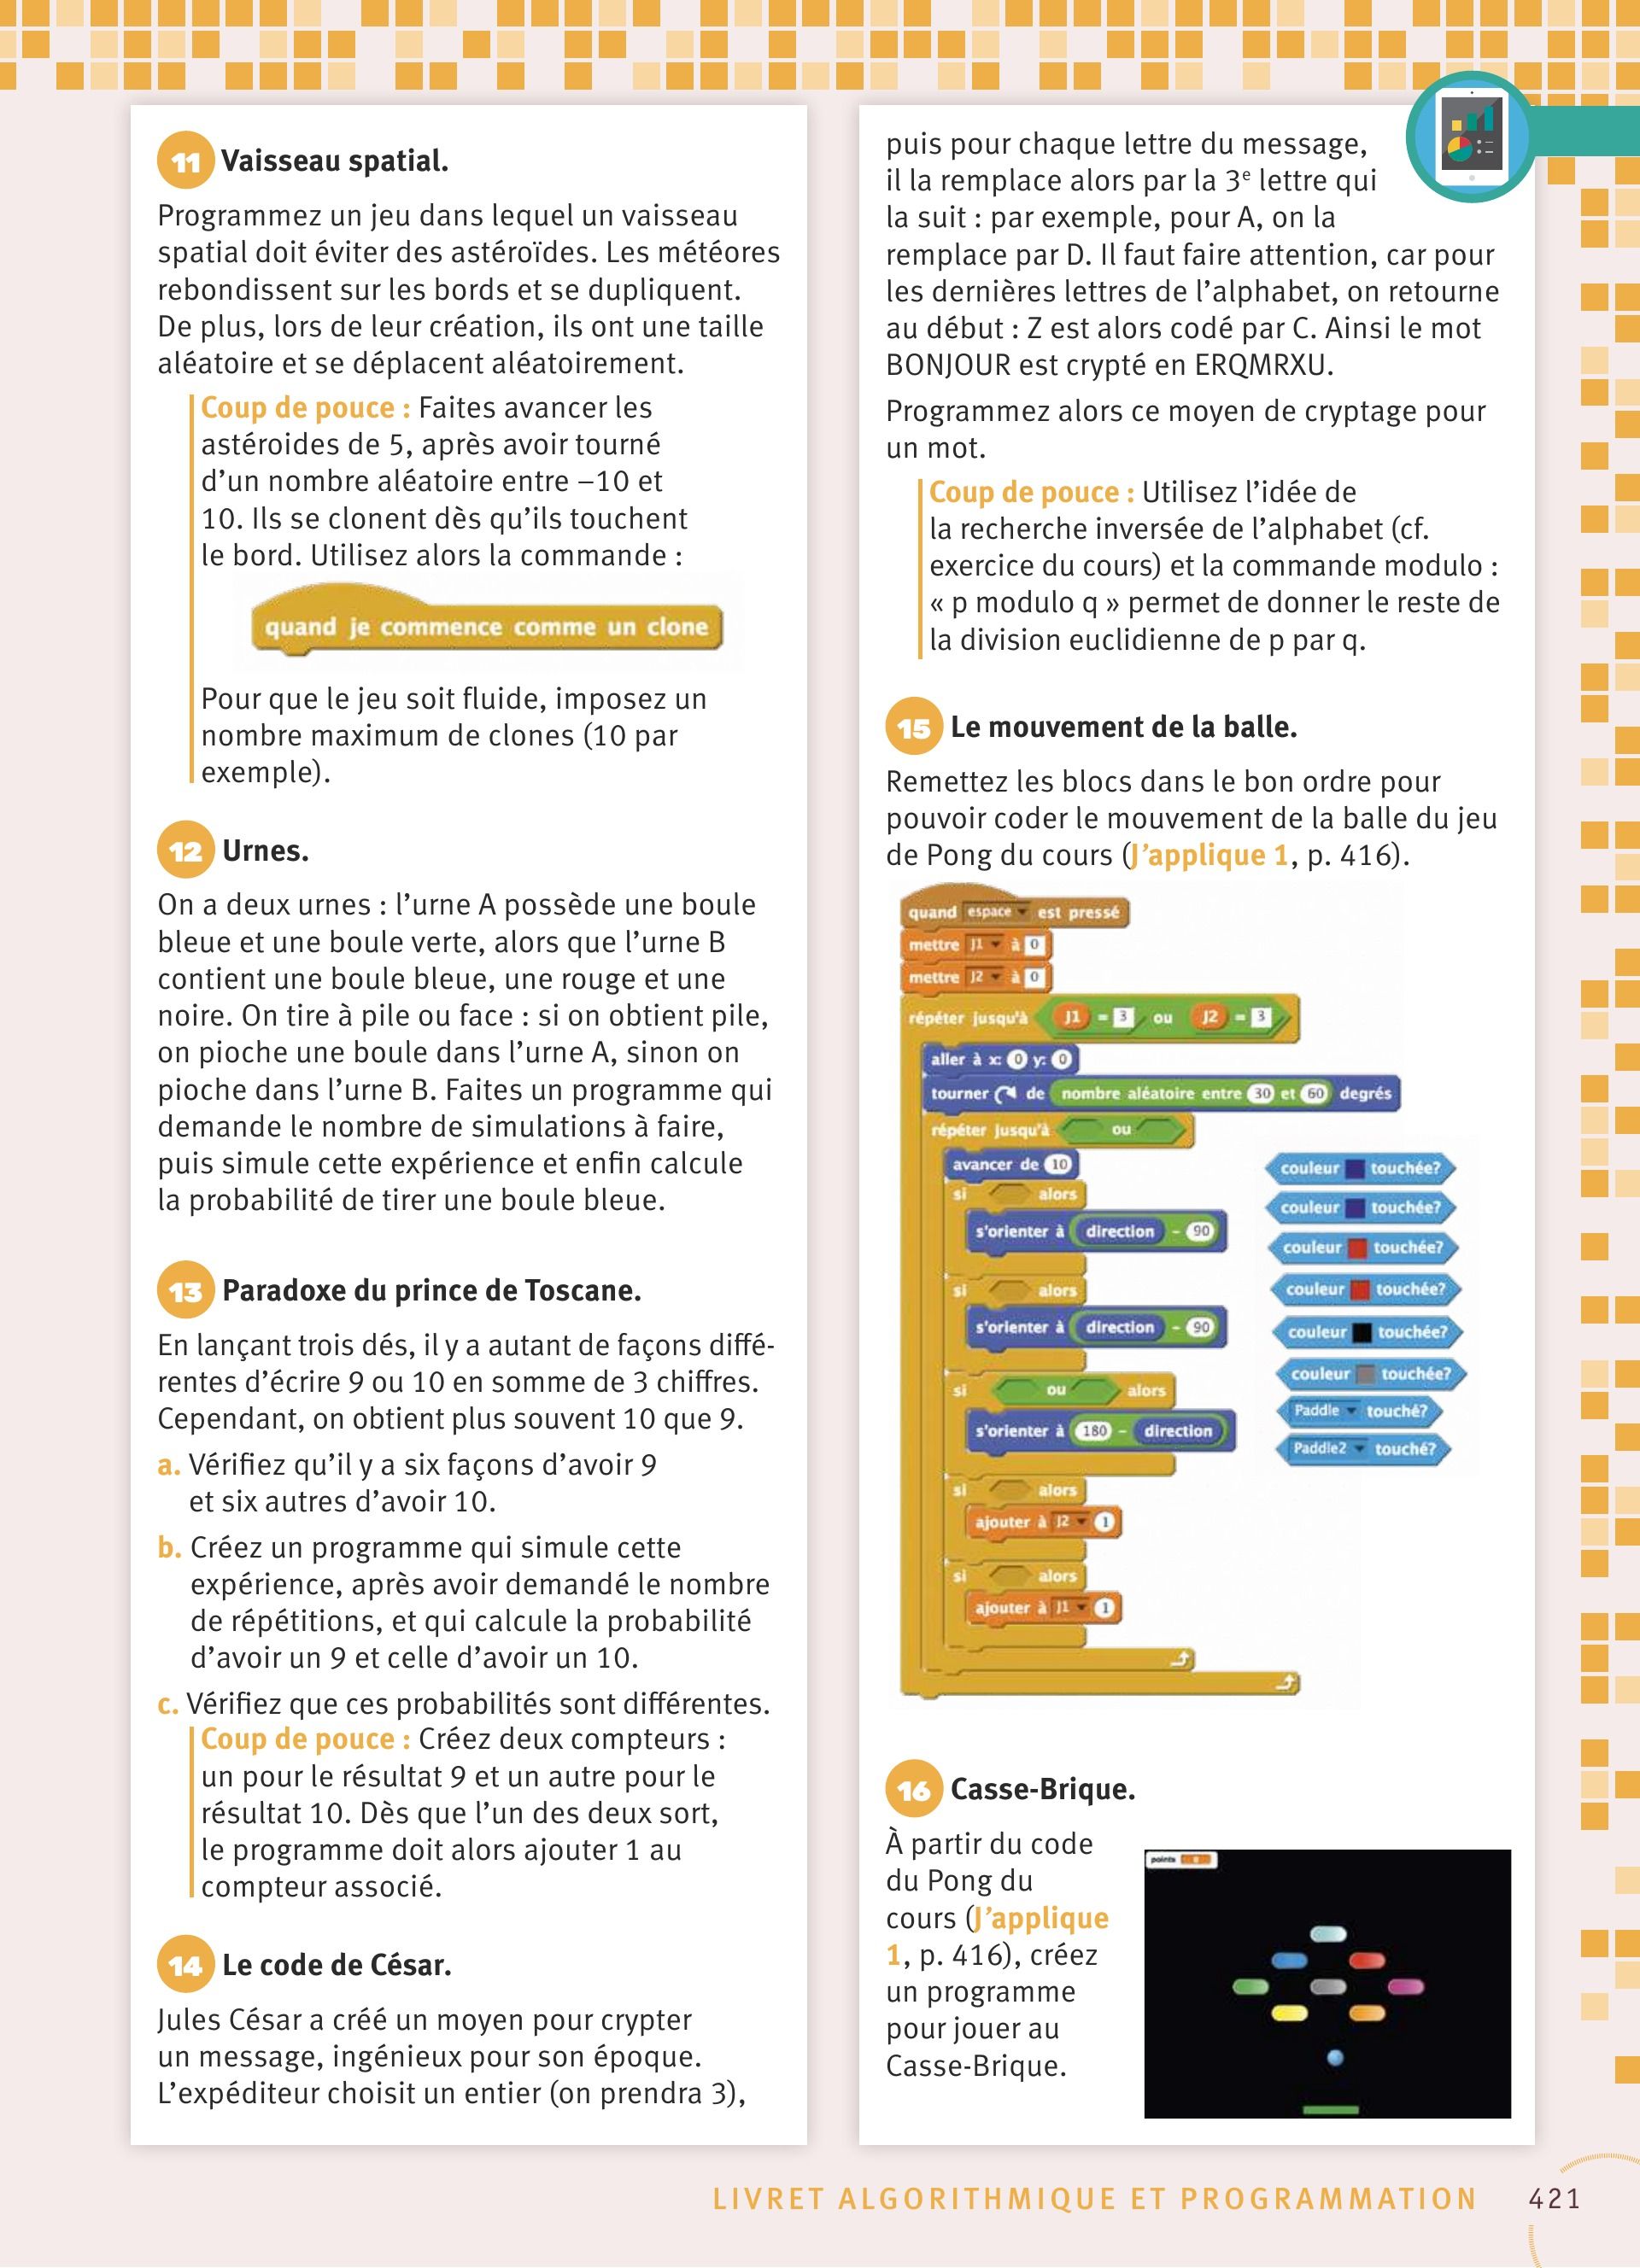 11 Vaisseau spatial.
Programmez un jeu dans lequel un vaisseau
spatial doit éviter des astéroïdes. Les météores
rebondissent sur les bords et se dupliquent.
De plus, lors de leur création, ils ont une taille
aléatoire et se déplacent aléatoirement.
Coup de pouce : Faites avancer les
astéroides de 5, après avoir tourné
d’un nombre aléatoire entre –10 et
10. Ils se clonent dès qu’ils touchent
le bord. Utilisez alors la commande :
quand je commence comme un clone
Pour que le jeu soit fluide, imposez un
nombre maximum de clones (10 par
exemple).
12 Urnes.
On a deux urnes : l’urne A possède une boule
bleue et une boule verte, alors que l’urne B
contient une boule bleue, une rouge et une
noire. On tire à pile ou face : si on obtient pile,
on pioche une boule dans l’urne A, sinon on
pioche dans l’urne B. Faites un programme qui
demande le nombre de simulations à faire,
puis simule cette expérience et enfin calcule
la probabilité de tirer une boule bleue.
13 Paradoxe du prince de Toscane.
En lançant trois dés, il y a autant de façons diffé-
rentes d’écrire 9 ou 10 en somme de 3 chiffres.
Cependant, on obtient plus souvent 10 que 9.
a. Vérifiez qu’il y a six façons d’avoir 9
et six autres d’avoir 10.
b. Créez un programme qui simule cette
expérience, après avoir demandé le nombre
de répétitions, et qui calcule la probabilité
d’avoir un 9 et celle d’avoir un 10.
c. Vérifiez que ces probabilités sont différentes.
Coup de pouce : Créez deux compteurs :
un pour le résultat 9 et un autre pour le
résultat 10. Dès que l’un des deux sort,
le programme doit alors ajouter 1 au
compteur associé.
14 Le code de César.
Jules César a créé un moyen pour crypter
un message, ingénieux pour son époque.
L’expéditeur choisit un entier (on prendra 3),
puis pour chaque lettre du message,
il la remplace alors par la 3e lettre qui
la suit : par exemple, pour A, on la
remplace par D. Il faut faire attention, car pour
les dernières lettres de l’alphabet, on retourne
au début : Z est alors codé par C. Ainsi le mot
BONJOUR est crypté en ERQMRXU.
Programmez alors ce moyen de cryptage pour
un mot.
Coup de pouce : Utilisez l’idée de
la recherche inversée de l’alphabet (cf.
exercice du cours) et la commande modulo :
« p modulo q » permet de donner le reste de
la division euclidienne de p par q.
15 Le mouvement de la balle.
Remettez les blocs dans le bon ordre pour
pouvoir coder le mouvement de la balle du jeu
de Pong du cours (J’applique 1, p. 416).
quand espace est pressé
mettre J1 à 0
mettre J2 à 0
répéter jusqu'à J1 = 3 ou J2 = 3
aller à x: 0 y: 0
tourner de nombre aléatoire entre 30 et 60 degrés
répéter jusqu'à ou
avancer de 10
si alors
s'orienter à direction - 90
si alors
s'orienter à direction - 90
si ou alors
s'orienter à 180 - direction
si alors
ajouter à J2 1
si alors
ajouter à J1 1
couleur touchée?
couleur touchée?
couleur touchée?
couleur touchée?
couleur touchée?
couleur touchée?
Paddle touché?
Paddle2 touché?
16 Casse-Brique.
À partir du code
du Pong du
cours (J’applique
1, p. 416), créez
un programme
pour jouer au
Casse-Brique.
points
LIVRET ALGORITHMIQUE ET PROGRAMMATION 421